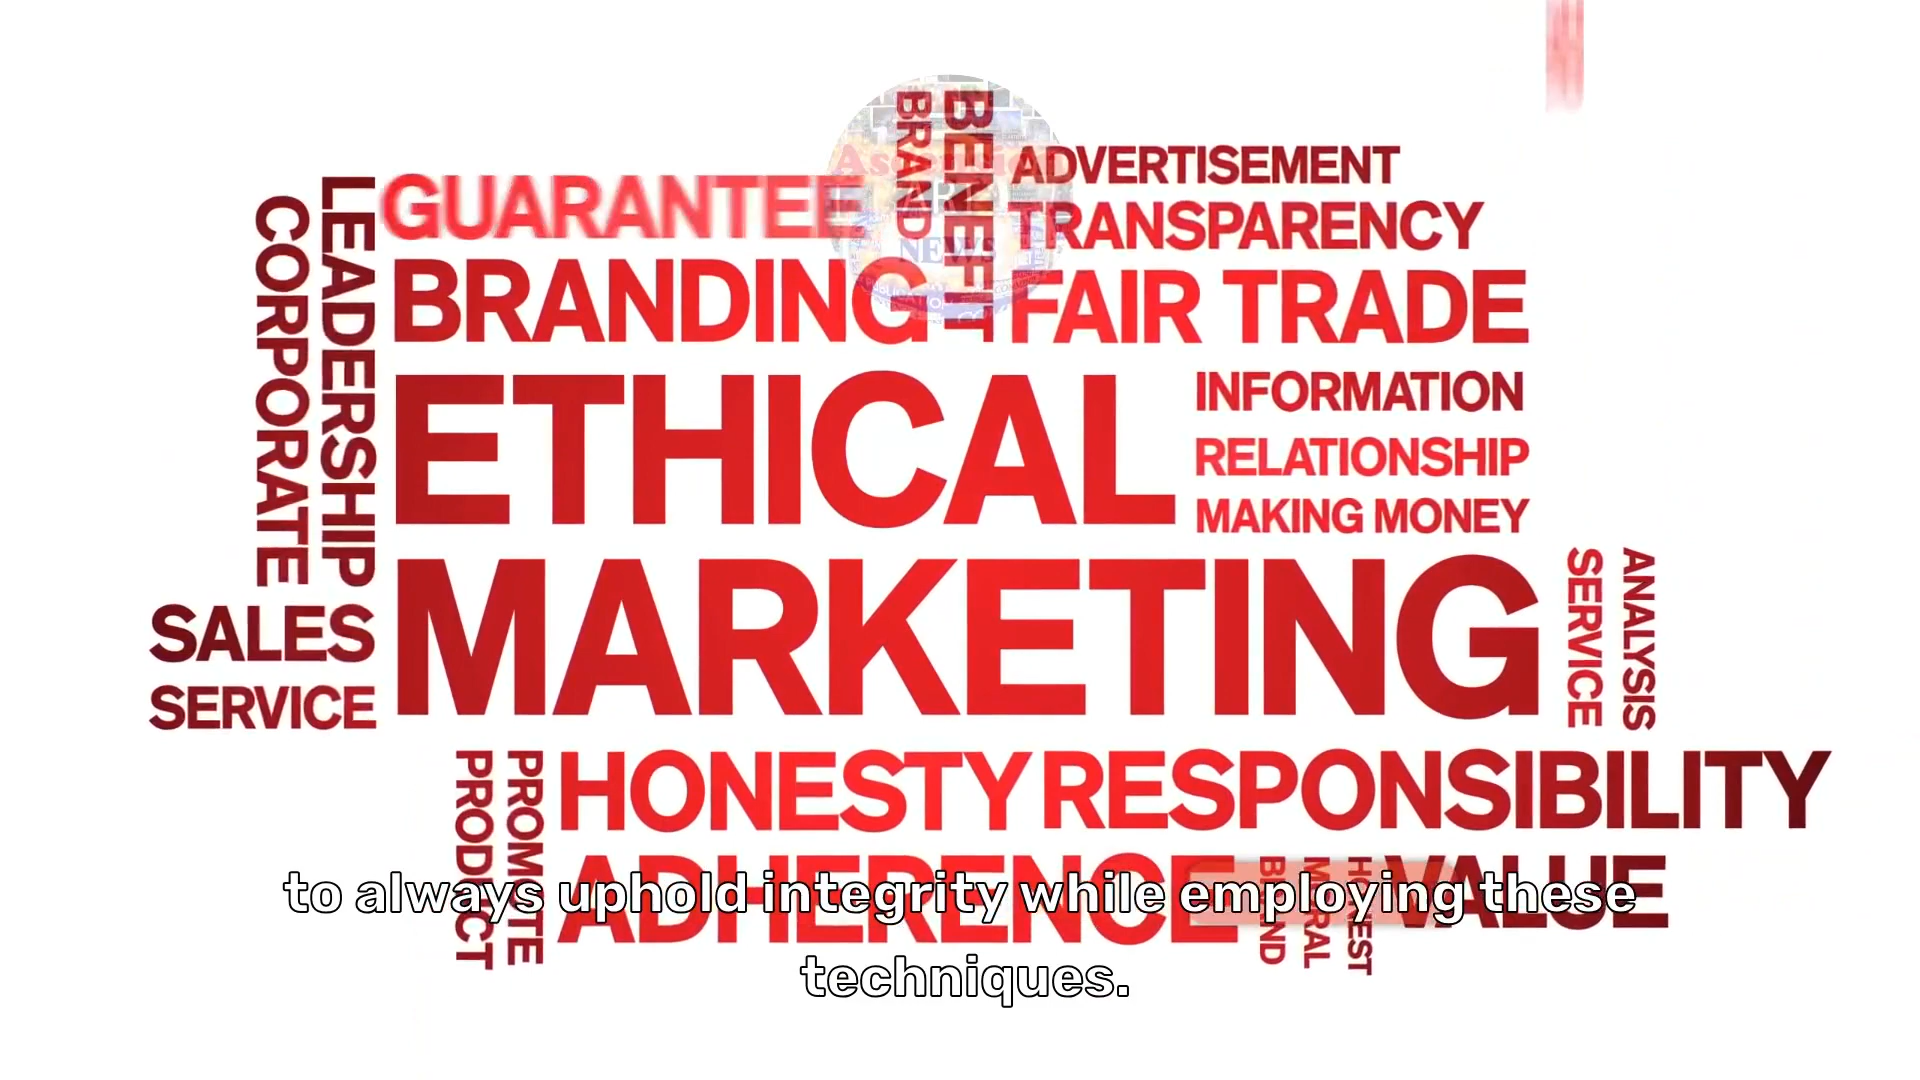 BRAND
BENEFIT
ADVERTISEMENT
GUARANTEE
TRANSPARENCY
LEADERSHIP
CORPORATE
NEWS
BRANDING
FAIR TRADE
ETHICAL
INFORMATION
RELATIONSHIP
MAKING MONEY
MARKETING
SERVICE
ANALYSIS
SALES
SERVICE
PRODUCT
PROMOTE
HONESTY
RESPONSIBILITY
ADHERENCE
BRAND
MORAL
HONEST
VALUE
to always uphold integrity while employing these
techniques.